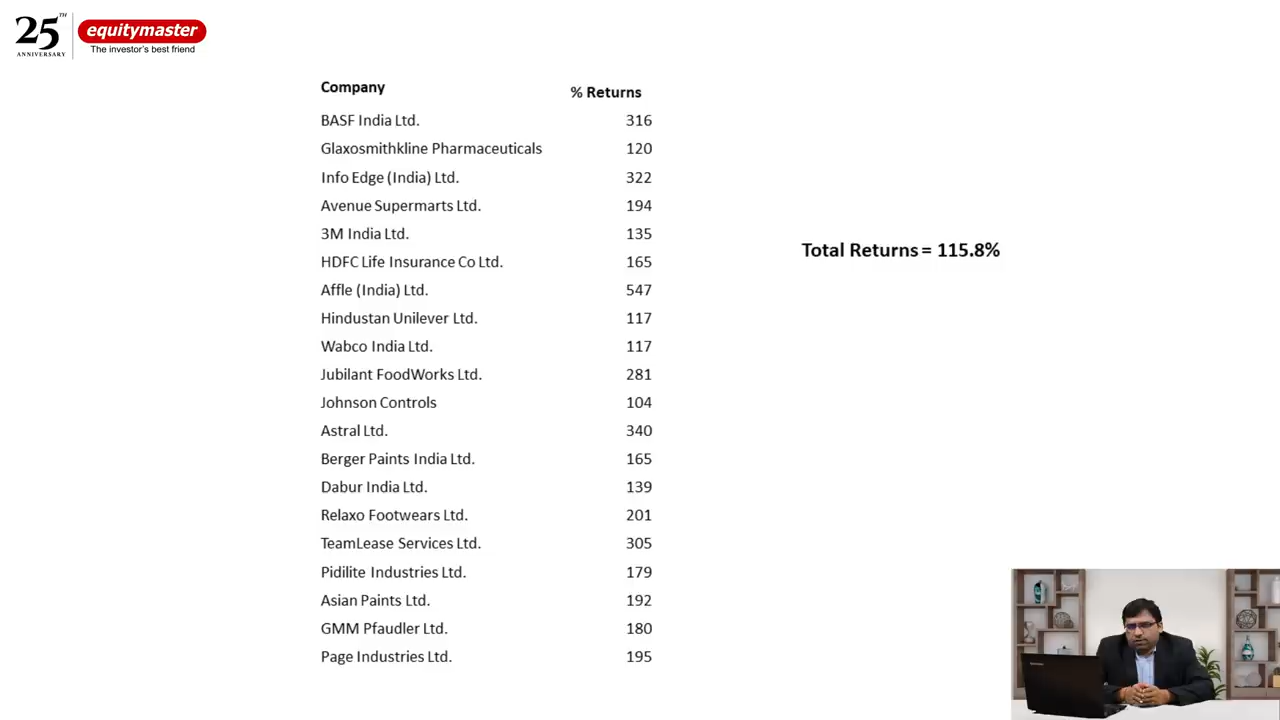 25TH
ANNIVERSARY
equitymaster
The investor's best friend
Company % Returns
BASF India Ltd. 316
Glaxosmithkline Pharmaceuticals 120
Info Edge (India) Ltd. 322
Avenue Supermarts Ltd. 194
3M India Ltd. 135
HDFC Life Insurance Co Ltd. 165
Affle (India) Ltd. 547
Hindustan Unilever Ltd. 117
Wabco India Ltd. 117
Jubilant FoodWorks Ltd. 281
Johnson Controls 104
Astral Ltd. 340
Berger Paints India Ltd. 165
Dabur India Ltd. 139
Relaxo Footwears Ltd. 201
TeamLease Services Ltd. 305
Pidilite Industries Ltd. 179
Asian Paints Ltd. 192
GMM Pfaudler Ltd. 180
Page Industries Ltd. 195
Total Returns = 115.8%